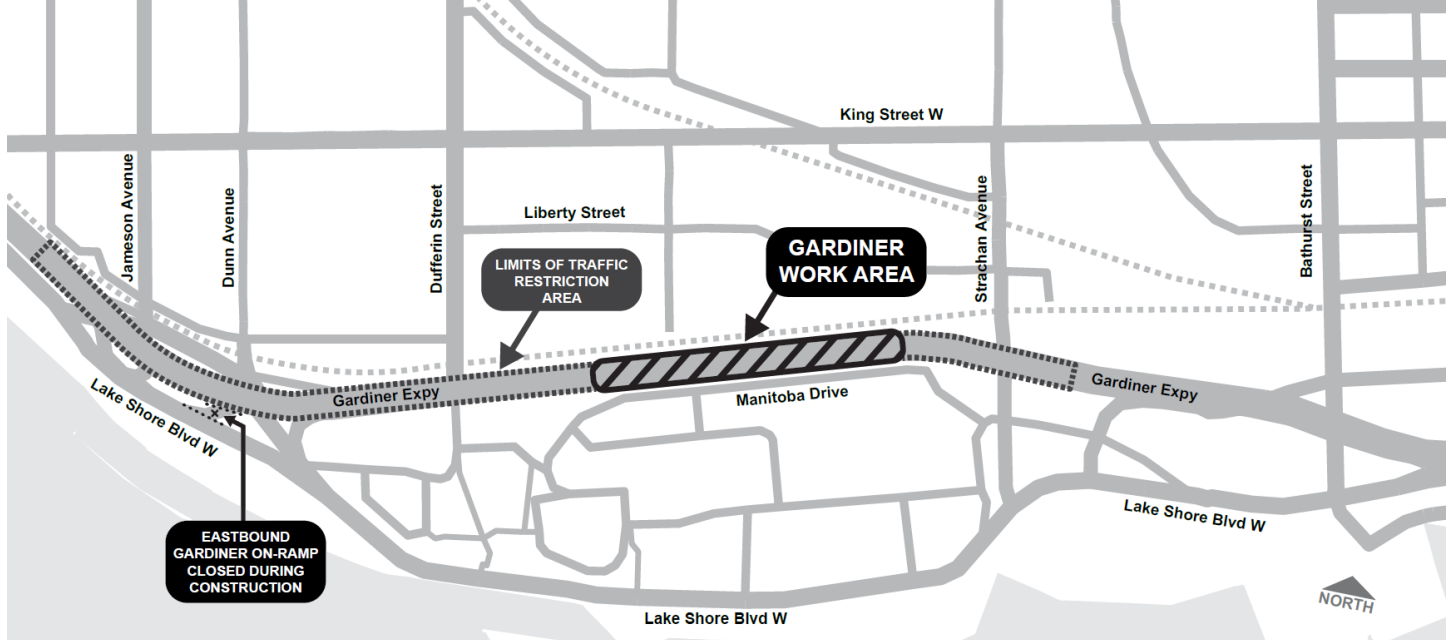 King Street W
Jameson Avenue
Dunn Avenue
Dufferin Street
Liberty Street
Strachan Avenue
Bathurst Street
LIMITS OF TRAFFIC
RESTRICTION
AREA
GARDINER
WORK AREA
Gardiner Expy
Manitoba Drive
Gardiner Expy
Lake Shore Blvd W
EASTBOUND
GARDINER ON-RAMP
CLOSED DURING
CONSTRUCTION
Lake Shore Blvd W
Lake Shore Blvd W
NORTH